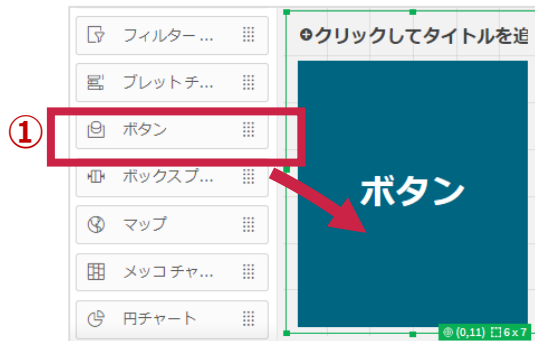 フィルター ...
ブレットチ...
①
ボタン
ボックスプ...
マップ
メッコチャ...
円チャート
クリックしてタイトルを追
ボタン
(0,11) 6 x 7